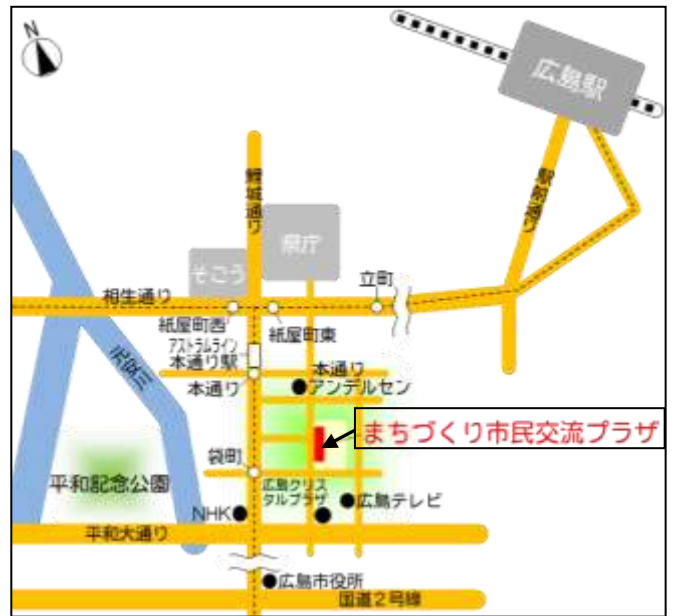 N
広島駅
鯉城通り
県庁
駅前通り
そごう
立町
相生通り
紙屋町西
紙屋町東
アストラムライン
本通り駅
本通り
本通り
アンデルセン
元安川
まちづくり市民交流プラザ
袋町
平和記念公園
広島クリス
タルプラザ
広島テレビ
NHK
平和大通り
広島市役所
国道2号線